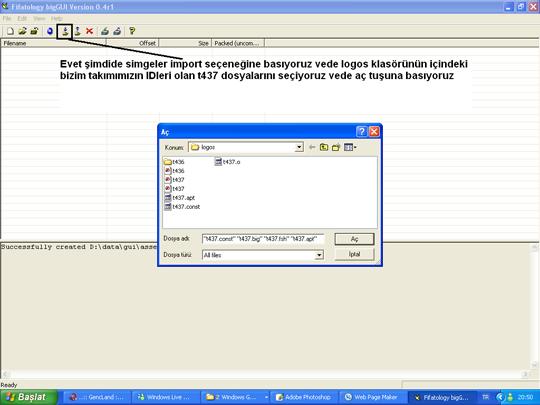 Fifatology bigGUI Version 0.4r1
File Edit View Help
Filename Offset Size Packed (uncom...
Evet şimdide simgeler import seçeneğine basıyoruz vede logos klasörünün içindeki
bizim takımımızın IDleri olan t437 dosyalarını seçiyoruz vede aç tuşuna basıyoruz
Aç
Konum: logos
t436 t437.o
t436
t437
t437
t437.apt
t437.const
Dosya adı: "t437.const" "t437.big" "t437.fsh" "t437.apt" Aç
Dosya türü: All files İptal
Successfully created D:\data\gui\asse
Ready
Başlat ..:: GencLand :... Windows Live ... 2 Windows G... Adobe Photoshop Web Page Maker Fifatology bigG... TR 20:50